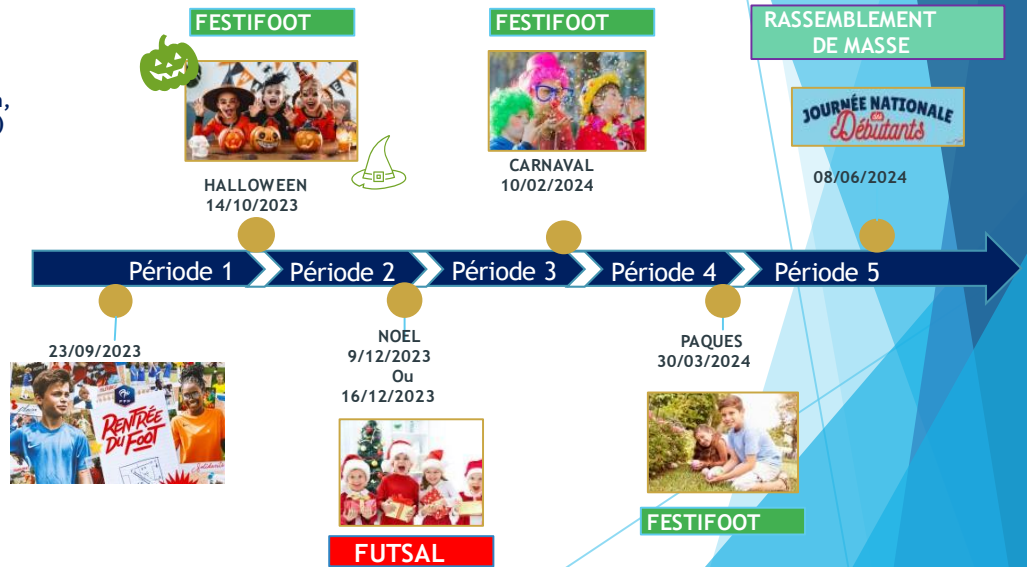 FESTIFOOT
FESTIFOOT
RASSEMBLEMENT
DE MASSE
JOURNÉE NATIONALE
des
Débutants
HALLOWEEN
14/10/2023
CARNAVAL
10/02/2024
08/06/2024
Période 1
Période 2
Période 3
Période 4
Période 5
23/09/2023
RENTRÉE
DU FOOT
NOEL
9/12/2023
Ou
16/12/2023
PAQUES
30/03/2024
FUTSAL
FESTIFOOT